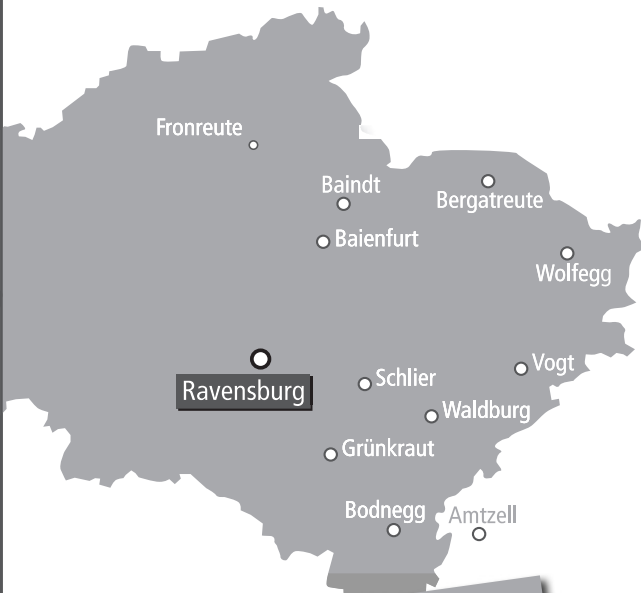 Fronreute
Baindt
Bergatreute
Baienfurt
Wolfegg
Vogt
Schlier
Ravensburg
Waldburg
Grünkraut
Bodnegg
Amtzell